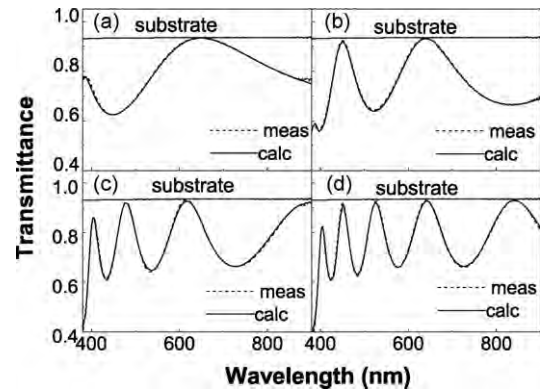 1.0 (a) substrate (b) substrate
0.8
0.6 meas meas
calc calc
0.4
1.0 (c) substrate (d) substrate
0.8
0.6 meas meas
calc calc
0.4
400 600 800 400 600 800
Transmittance
Wavelength (nm)